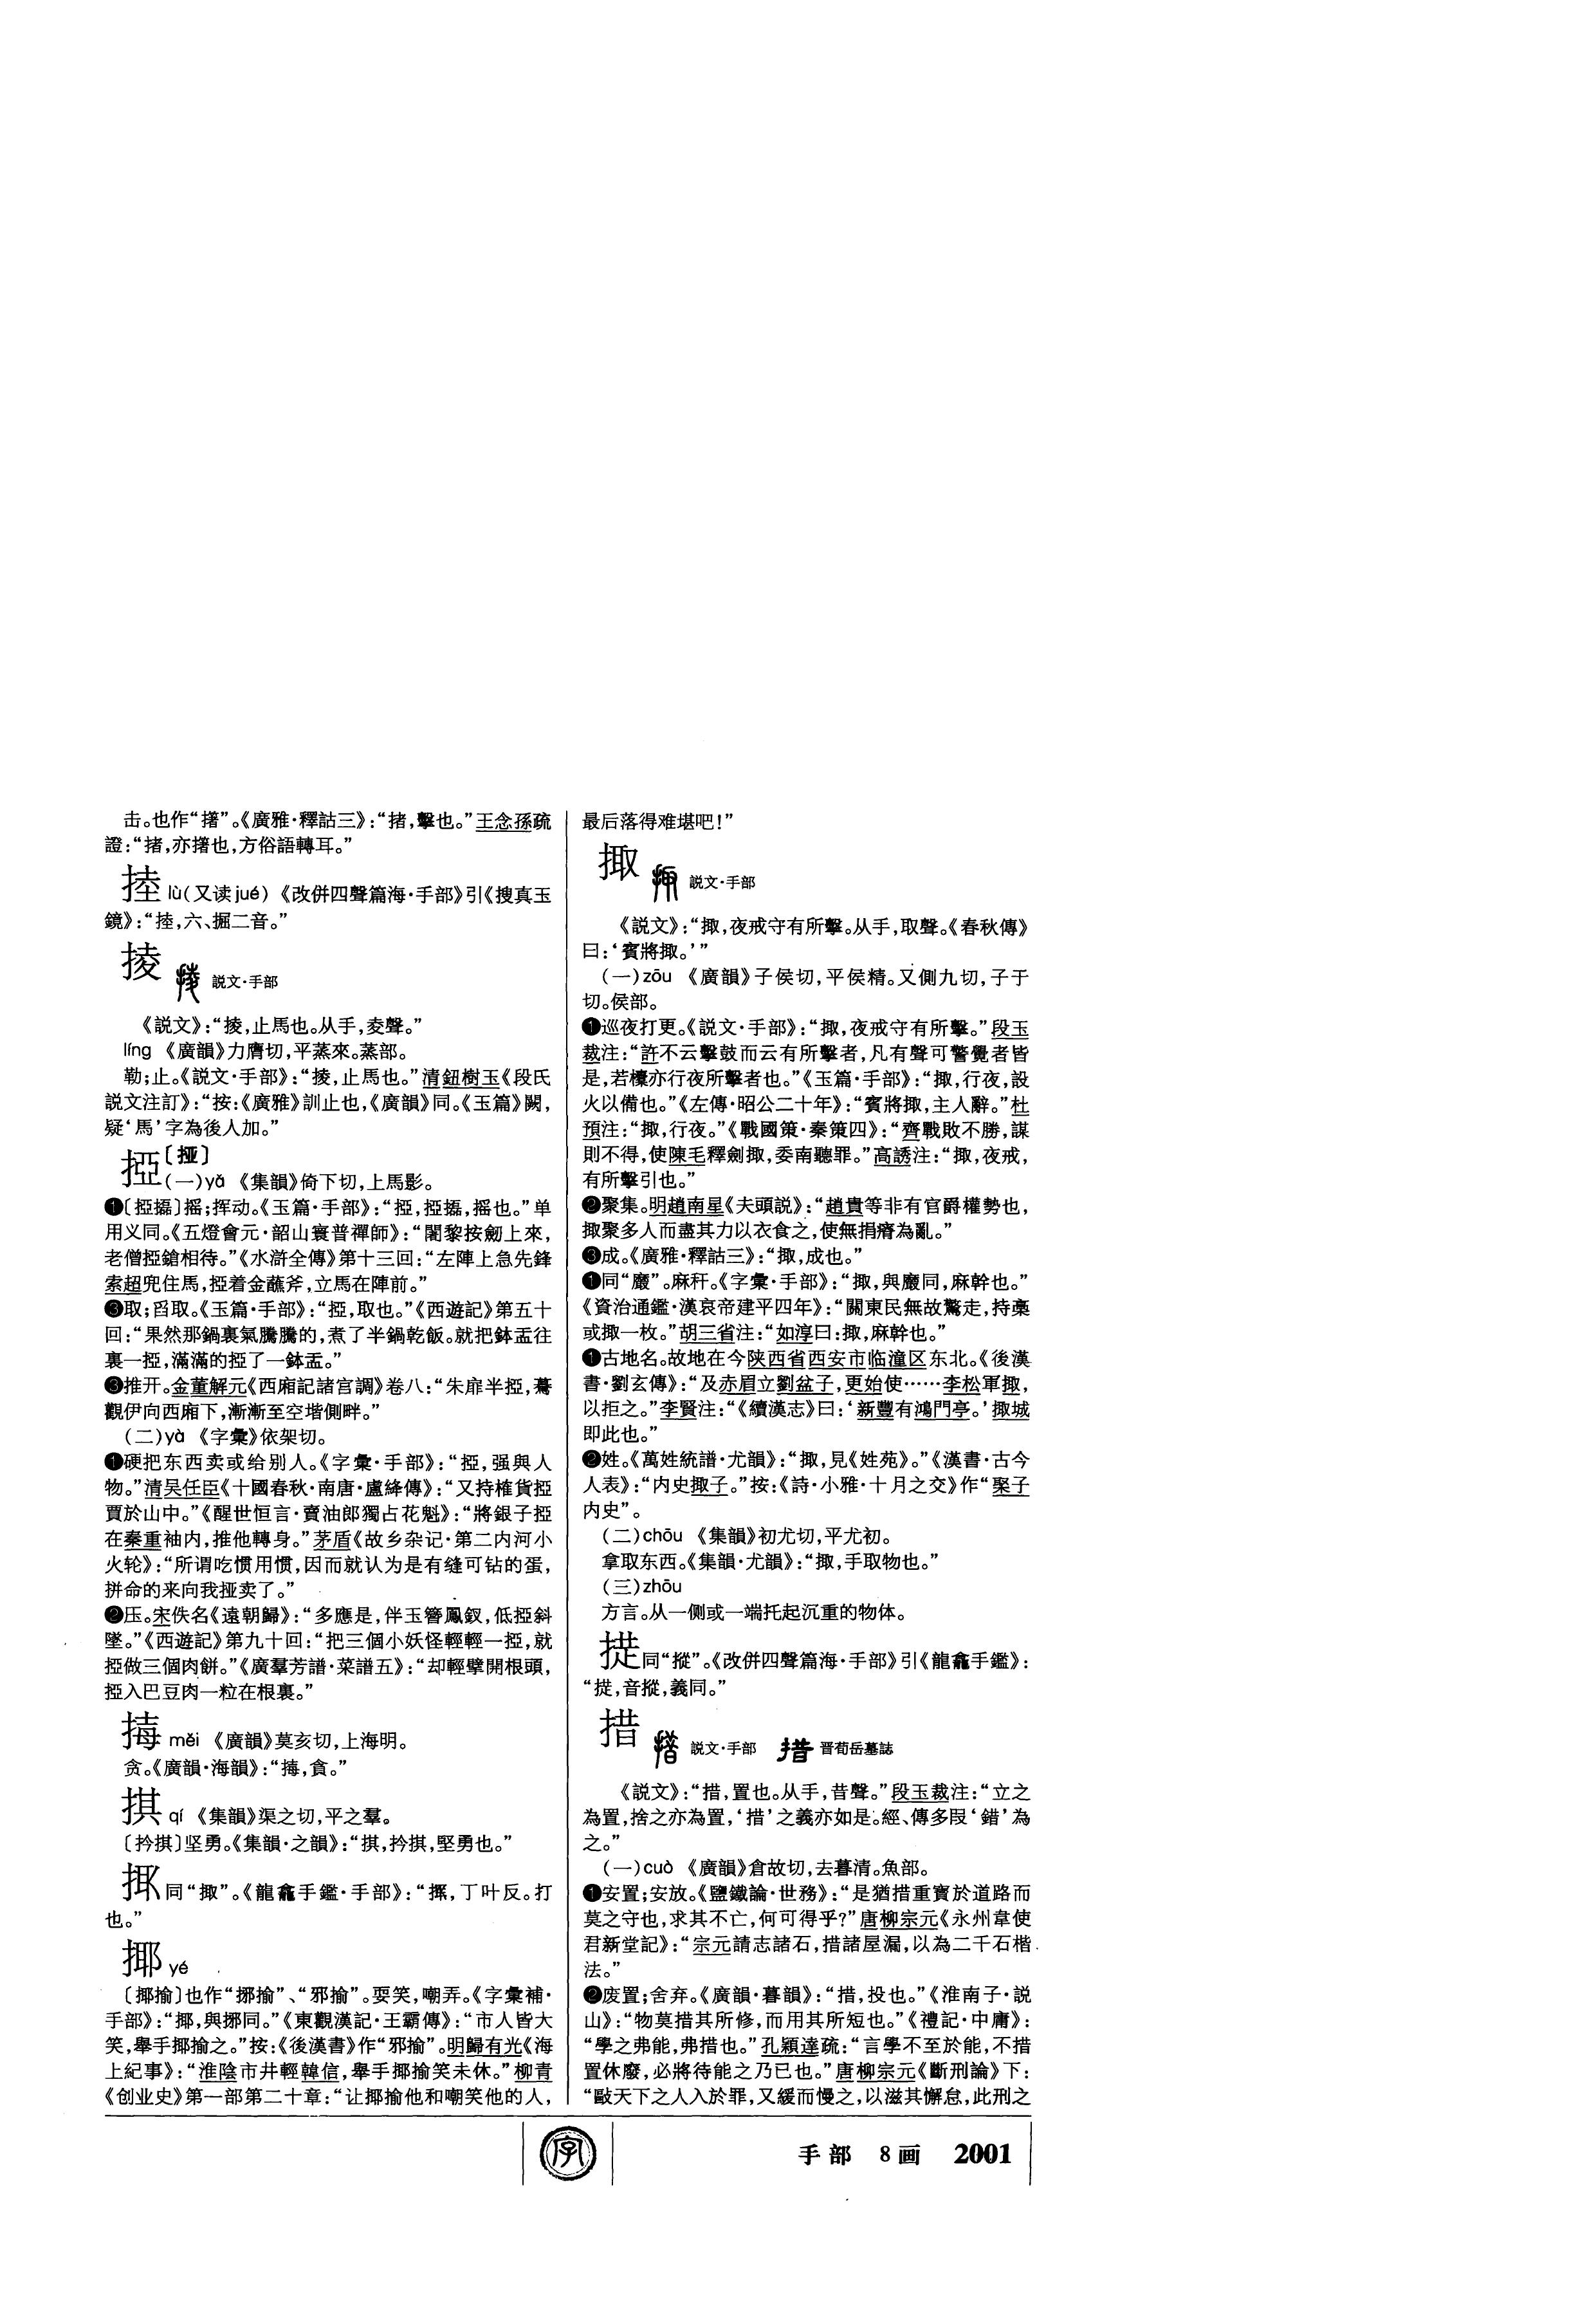 击。也作“撦”。《廣雅·釋詁三》：“揢，擊也。”王念孫疏
證：“揢，亦撦也，方俗語轉耳。”
㧽 lù（又读jué）《改併四聲篇海·手部》引《搜真玉
鏡》：“，六、掘二音。”
掕 説文·手部
《説文》：“掕，止馬也。从手，夌聲。”
líng 《廣韻》力膺切，平蒸來。蒸部。
勒；止。《説文·手部》：“掕，止馬也。”清鈕樹玉《段氏
説文注訂》：“按：《廣雅》訓止也，《廣韻》同。《玉篇》闕，
疑‘馬’字為後人加。”
掗〔挜〕
（一）yǎ 《集韻》倚下切，上馬影。
❶〔掗㩉〕摇；挥动。《玉篇·手部》：“掗，掗㩉，摇也。”单
用义同。《五燈會元·韶山寰普禪師》：“闍黎按劒上來，
老僧掗鎗相待。”《水滸全傳》第十三回：“左陣上急先鋒
索超兜住馬，掗着金蘸斧，立馬在陣前。”
❸取；舀取。《玉篇·手部》：“掗，取也。”《西遊記》第五十
回：“果然那鍋裏氣騰騰的，煮了半鍋乾飯。就把鉢盂往
裏一掗，滿滿的掗了一鉢盂。”
❸推开。金董解元《西廂記諸宫調》卷八：“朱扉半掗，驀
觀伊向西廂下，漸漸至空堦側畔。”
（二）yà 《字彙》依架切。
❶硬把东西卖或给别人。《字彙·手部》：“掗，强與人
物。”清吴任臣《十國春秋·南唐·盧絳傳》：“又持榷貨掗
賈於山中。”《醒世恒言·賣油郎獨占花魁》：“將銀子掗
在秦重袖内，推他轉身。”茅盾《故乡杂记·第二内河小
火轮》：“所谓吃惯用惯，因而就认为是有缝可钻的蛋，
拼命的来向我挜卖了。”
❷压。宋佚名《遠朝歸》：“多應是，伴玉簪鳳釵，低掗斜
墜。”《西遊記》第九十回：“把三個小妖怪輕輕一掗，就
掗做三個肉餅。”《廣羣芳譜·菜譜五》：“却輕擘開根頭，
掗入巴豆肉一粒在根裏。”
挴 měi 《廣韻》莫亥切，上海明。
贪。《廣韻·海韻》：“挴，貪。”
掑 qí 《集韻》渠之切，平之羣。
〔扲掑〕坚勇。《集韻·之韻》：“掑，扲掑，堅勇也。”
同“掫”。《龍龕手鑑·手部》：“，丁叶反。打
也。”
揶 yé
〔揶揄〕也作“捓揄”、“邪揄”。耍笑，嘲弄。《字彙補·
手部》：“揶，與捓同。”《東觀漢記·王霸傳》：“市人皆大
笑，舉手揶揄之。”按：《後漢書》作“邪揄”。明歸有光《海
上紀事》：“淮陰市井輕韓信，舉手揶揄笑未休。”柳青
《创业史》第一部第二十章：“让揶揄他和嘲笑他的人，
最后落得难堪吧！”
掫 説文·手部
《説文》：“掫，夜戒守有所擊。从手，取聲。《春秋傳》
曰：‘賓將掫。’”
（一）zōu 《廣韻》子侯切，平侯精。又側九切，子于
切。侯部。
❶巡夜打更。《説文·手部》：“掫，夜戒守有所擊。”段玉
裁注：“許不云擊鼓而云有所擊者，凡有聲可警覺者皆
是，若欜亦行夜所擊者也。”《玉篇·手部》：“掫，行夜，設
火以備也。”《左傳·昭公二十年》：“賓將掫，主人辭。”杜
預注：“掫，行夜。”《戰國策·秦策四》：“齊戰敗不勝，謀
則不得，使陳毛釋劍掫，委南聽罪。”高誘注：“掫，夜戒，
有所擊引也。”
❷聚集。明趙南星《夫頭説》：“趙貴等非有官爵權勢也，
掫聚多人而盡其力以衣食之，使無捐瘠為亂。”
❸成。《廣雅·釋詁三》：“掫，成也。”
❶同“黀”。麻秆。《字彙·手部》：“掫，與黀同，麻幹也。”
《資治通鑑·漢哀帝建平四年》：“關東民無故驚走，持稾
或掫一枚。”胡三省注：“如淳曰：掫，麻幹也。”
❶古地名。故地在今陕西省西安市临潼区东北。《後漢
書·劉玄傳》：“及赤眉立劉盆子，更始使……李松軍掫，
以拒之。”李賢注：“《續漢志》曰：‘新豐有鴻門亭。’掫城
即此也。”
❷姓。《萬姓統譜·尤韻》：“掫，見《姓苑》。”《漢書·古今
人表》：“内史掫子。”按：《詩·小雅·十月之交》作“棸子
内史”。
（二）chōu 《集韻》初尤切，平尤初。
拿取东西。《集韻·尤韻》：“掫，手取物也。”
（三）zhōu
方言。从一侧或一端托起沉重的物体。
㨀同“摐”。《改併四聲篇海·手部》引《龍龕手鑑》：
“，音摐，義同。”
措 説文·手部 措 晋荀岳墓誌
《説文》：“措，置也。从手，昔聲。”段玉裁注：“立之
為置，捨之亦為置，‘措’之義亦如是。經、傳多叚‘錯’為
之。”
（一）cuò 《廣韻》倉故切，去暮清。魚部。
❶安置；安放。《鹽鐵論·世務》：“是猶措重寶於道路而
莫之守也，求其不亡，何可得乎？”唐柳宗元《永州韋使
君新堂記》：“宗元請志諸石，措諸屋漏，以為二千石楷
法。”
❷废置；舍弃。《廣韻·暮韻》：“措，投也。”《淮南子·説
山》：“物莫措其所修，而用其所短也。”《禮記·中庸》：
“學之弗能，弗措也。”孔穎達疏：“言學不至於能，不措
置休廢，必將待能之乃已也。”唐柳宗元《斷刑論》下：
“敺天下之人入於罪，又緩而慢之，以滋其懈怠，此刑之
字
手部 8画 2001